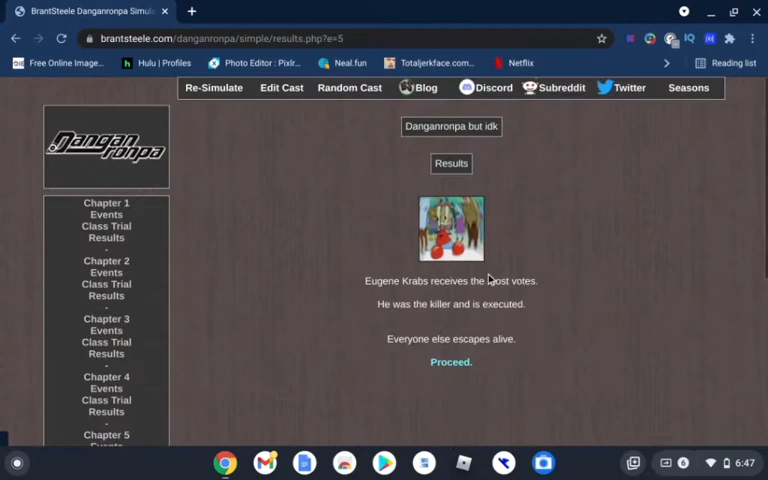 BrantSteele Danganronpa Simula
brantsteele.com/danganronpa/simple/results.php?e=5
Free Online Image... Hulu | Profiles Photo Editor : Pixlr... Neal.fun Totaljerkface.com... Netflix Reading list
Re-Simulate Edit Cast Random Cast Blog Discord Subreddit Twitter Seasons
Danganronpa
Danganronpa but idk
Results
Chapter 1
Events
Class Trial
Results
-
Chapter 2
Events
Class Trial
Results
-
Chapter 3
Events
Class Trial
Results
-
Chapter 4
Events
Class Trial
Results
-
Chapter 5
Events
Eugene Krabs receives the most votes.
He was the killer and is executed.
Everyone else escapes alive.
Proceed.
6 6:47